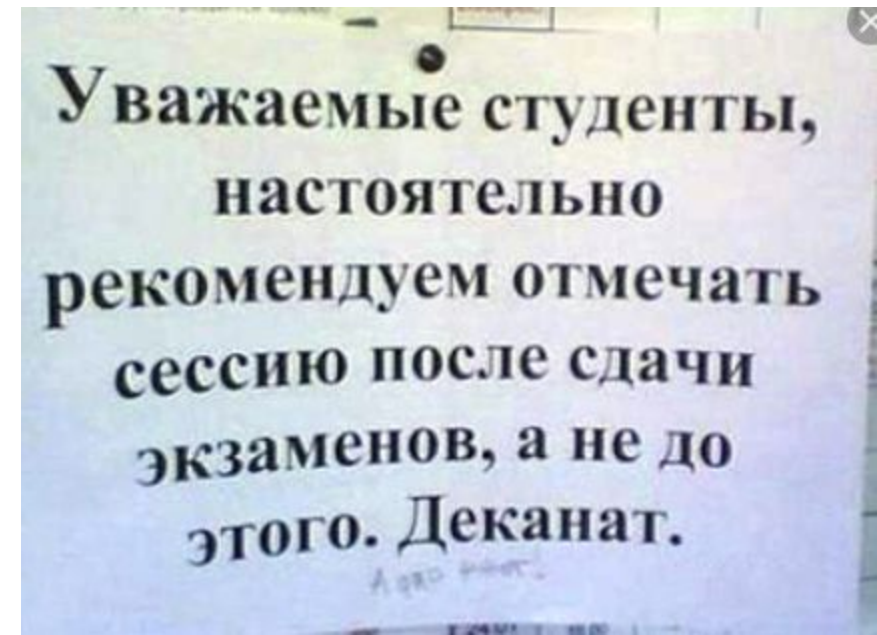 Уважаемые студенты,
настоятельно
рекомендуем отмечать
сессию после сдачи
экзаменов, а не до
этого. Деканат.